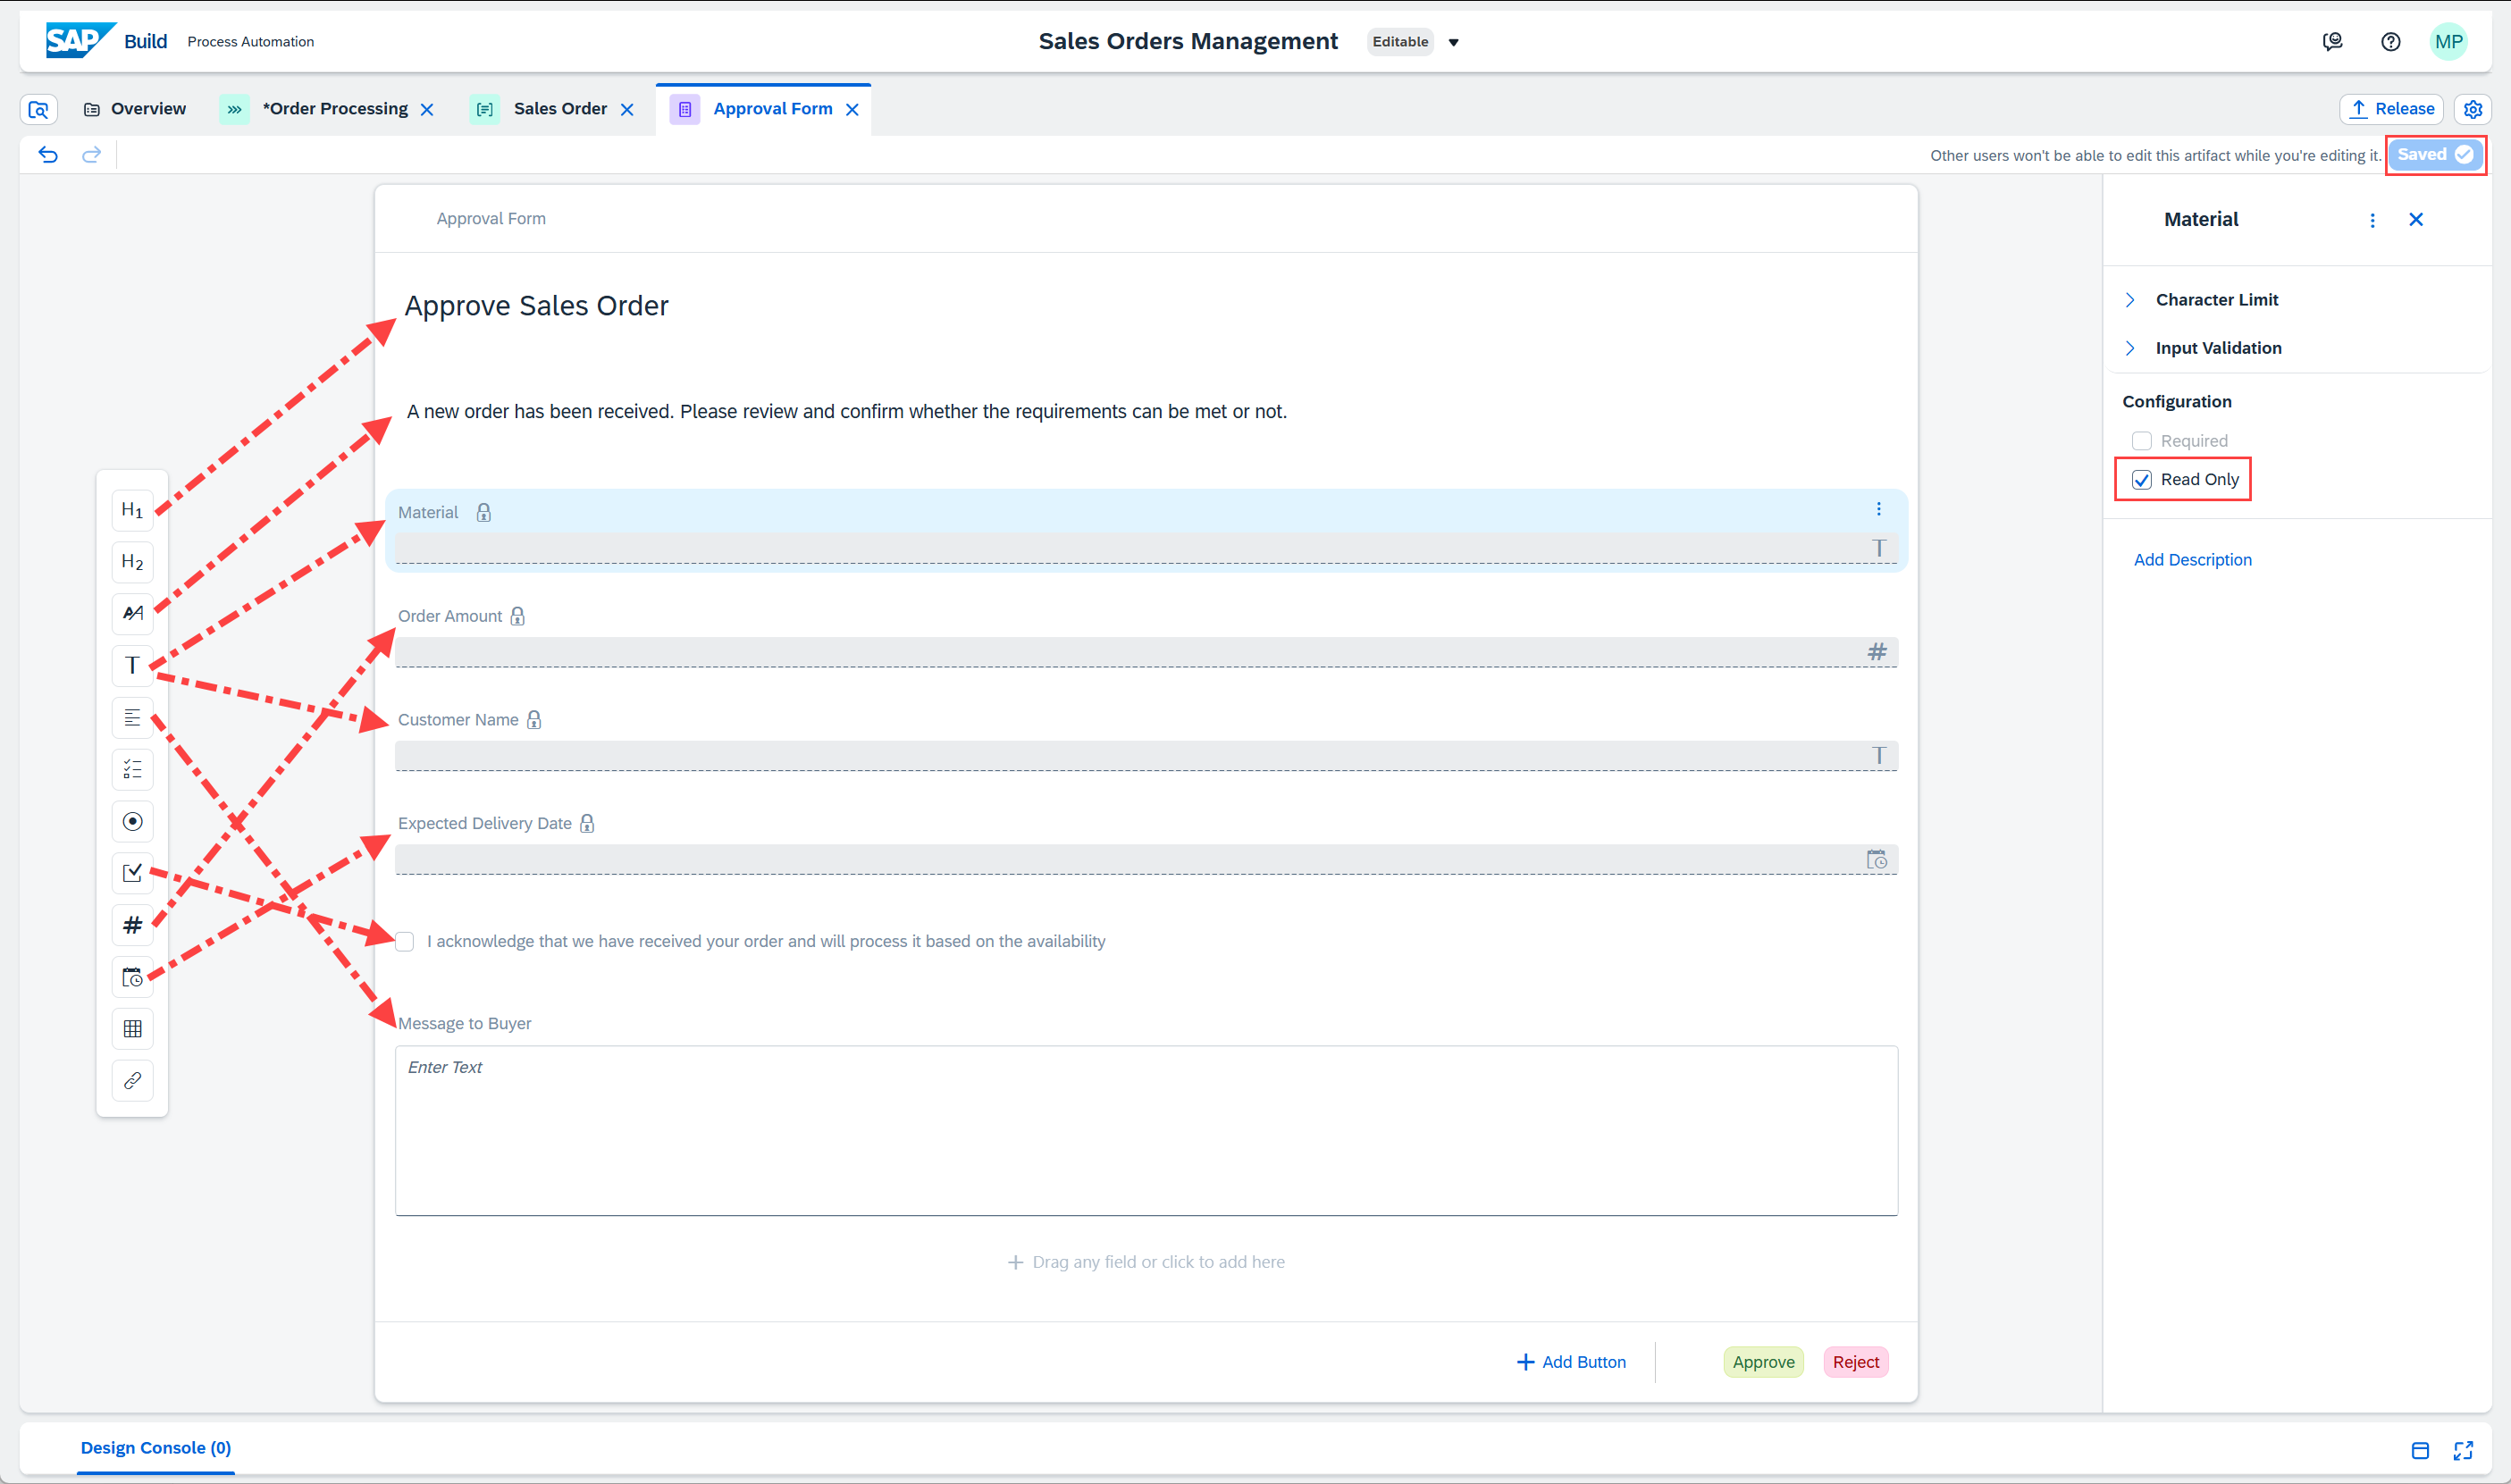 SAP Build Process Automation
Sales Orders Management Editable
MP
Overview
*Order Processing
Sales Order
Approval Form
Release
Other users won't be able to edit this artifact while you're editing it.
Saved
Approval Form
Approve Sales Order
A new order has been received. Please review and confirm whether the requirements can be met or not.
H1
H2
AA
T
#
Material
T
Order Amount
#
Customer Name
T
Expected Delivery Date
I acknowledge that we have received your order and will process it based on the availability
Message to Buyer
Enter Text
Drag any field or click to add here
Add Button
Approve
Reject
Material
Character Limit
Input Validation
Configuration
Required
Read Only
Add Description
Design Console (0)